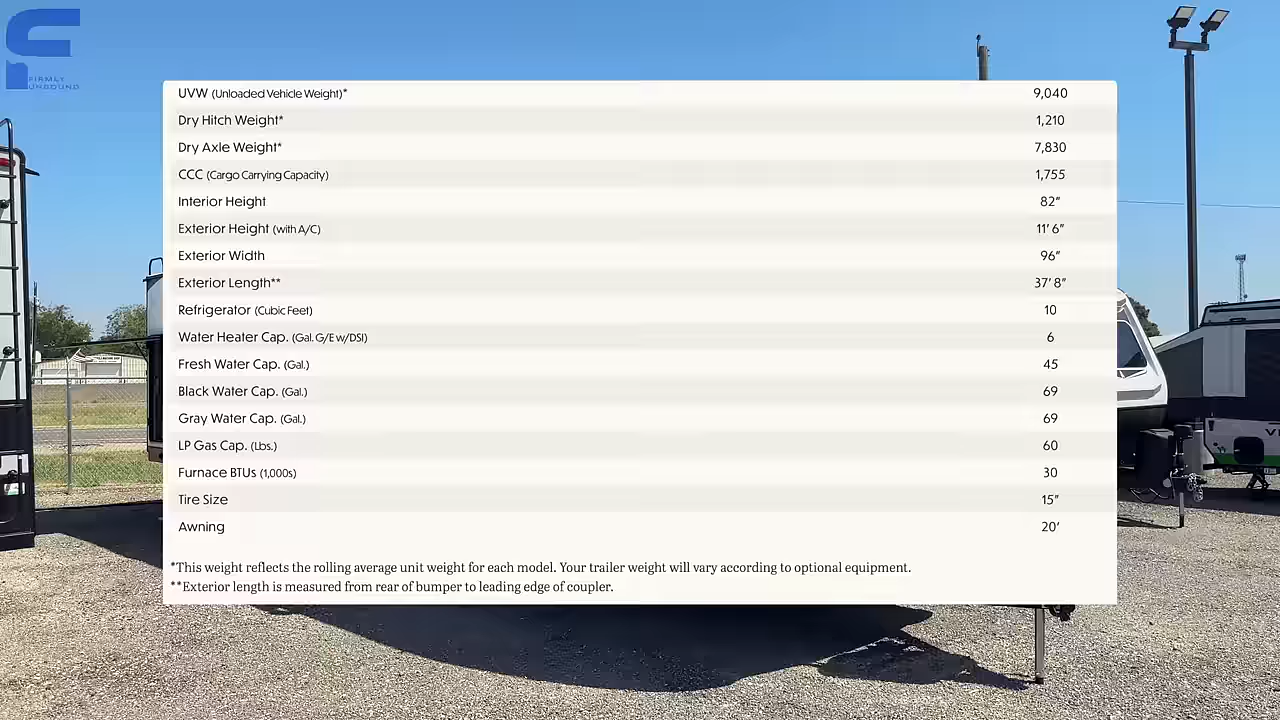 FIRMLY
UNBOUND
UVW (Unloaded Vehicle Weight)* 9,040
Dry Hitch Weight* 1,210
Dry Axle Weight* 7,830
CCC (Cargo Carrying Capacity) 1,755
Interior Height 82”
Exterior Height (with A/C) 11’ 6”
Exterior Width 96”
Exterior Length** 37’ 8”
Refrigerator (Cubic Feet) 10
Water Heater Cap. (Gal. G/E w/DSI) 6
Fresh Water Cap. (Gal.) 45
Black Water Cap. (Gal.) 69
Gray Water Cap. (Gal.) 69
LP Gas Cap. (Lbs.) 60
Furnace BTUs (1,000s) 30
Tire Size 15”
Awning 20’
*This weight reflects the rolling average unit weight for each model. Your trailer weight will vary according to optional equipment.
**Exterior length is measured from rear of bumper to leading edge of coupler.